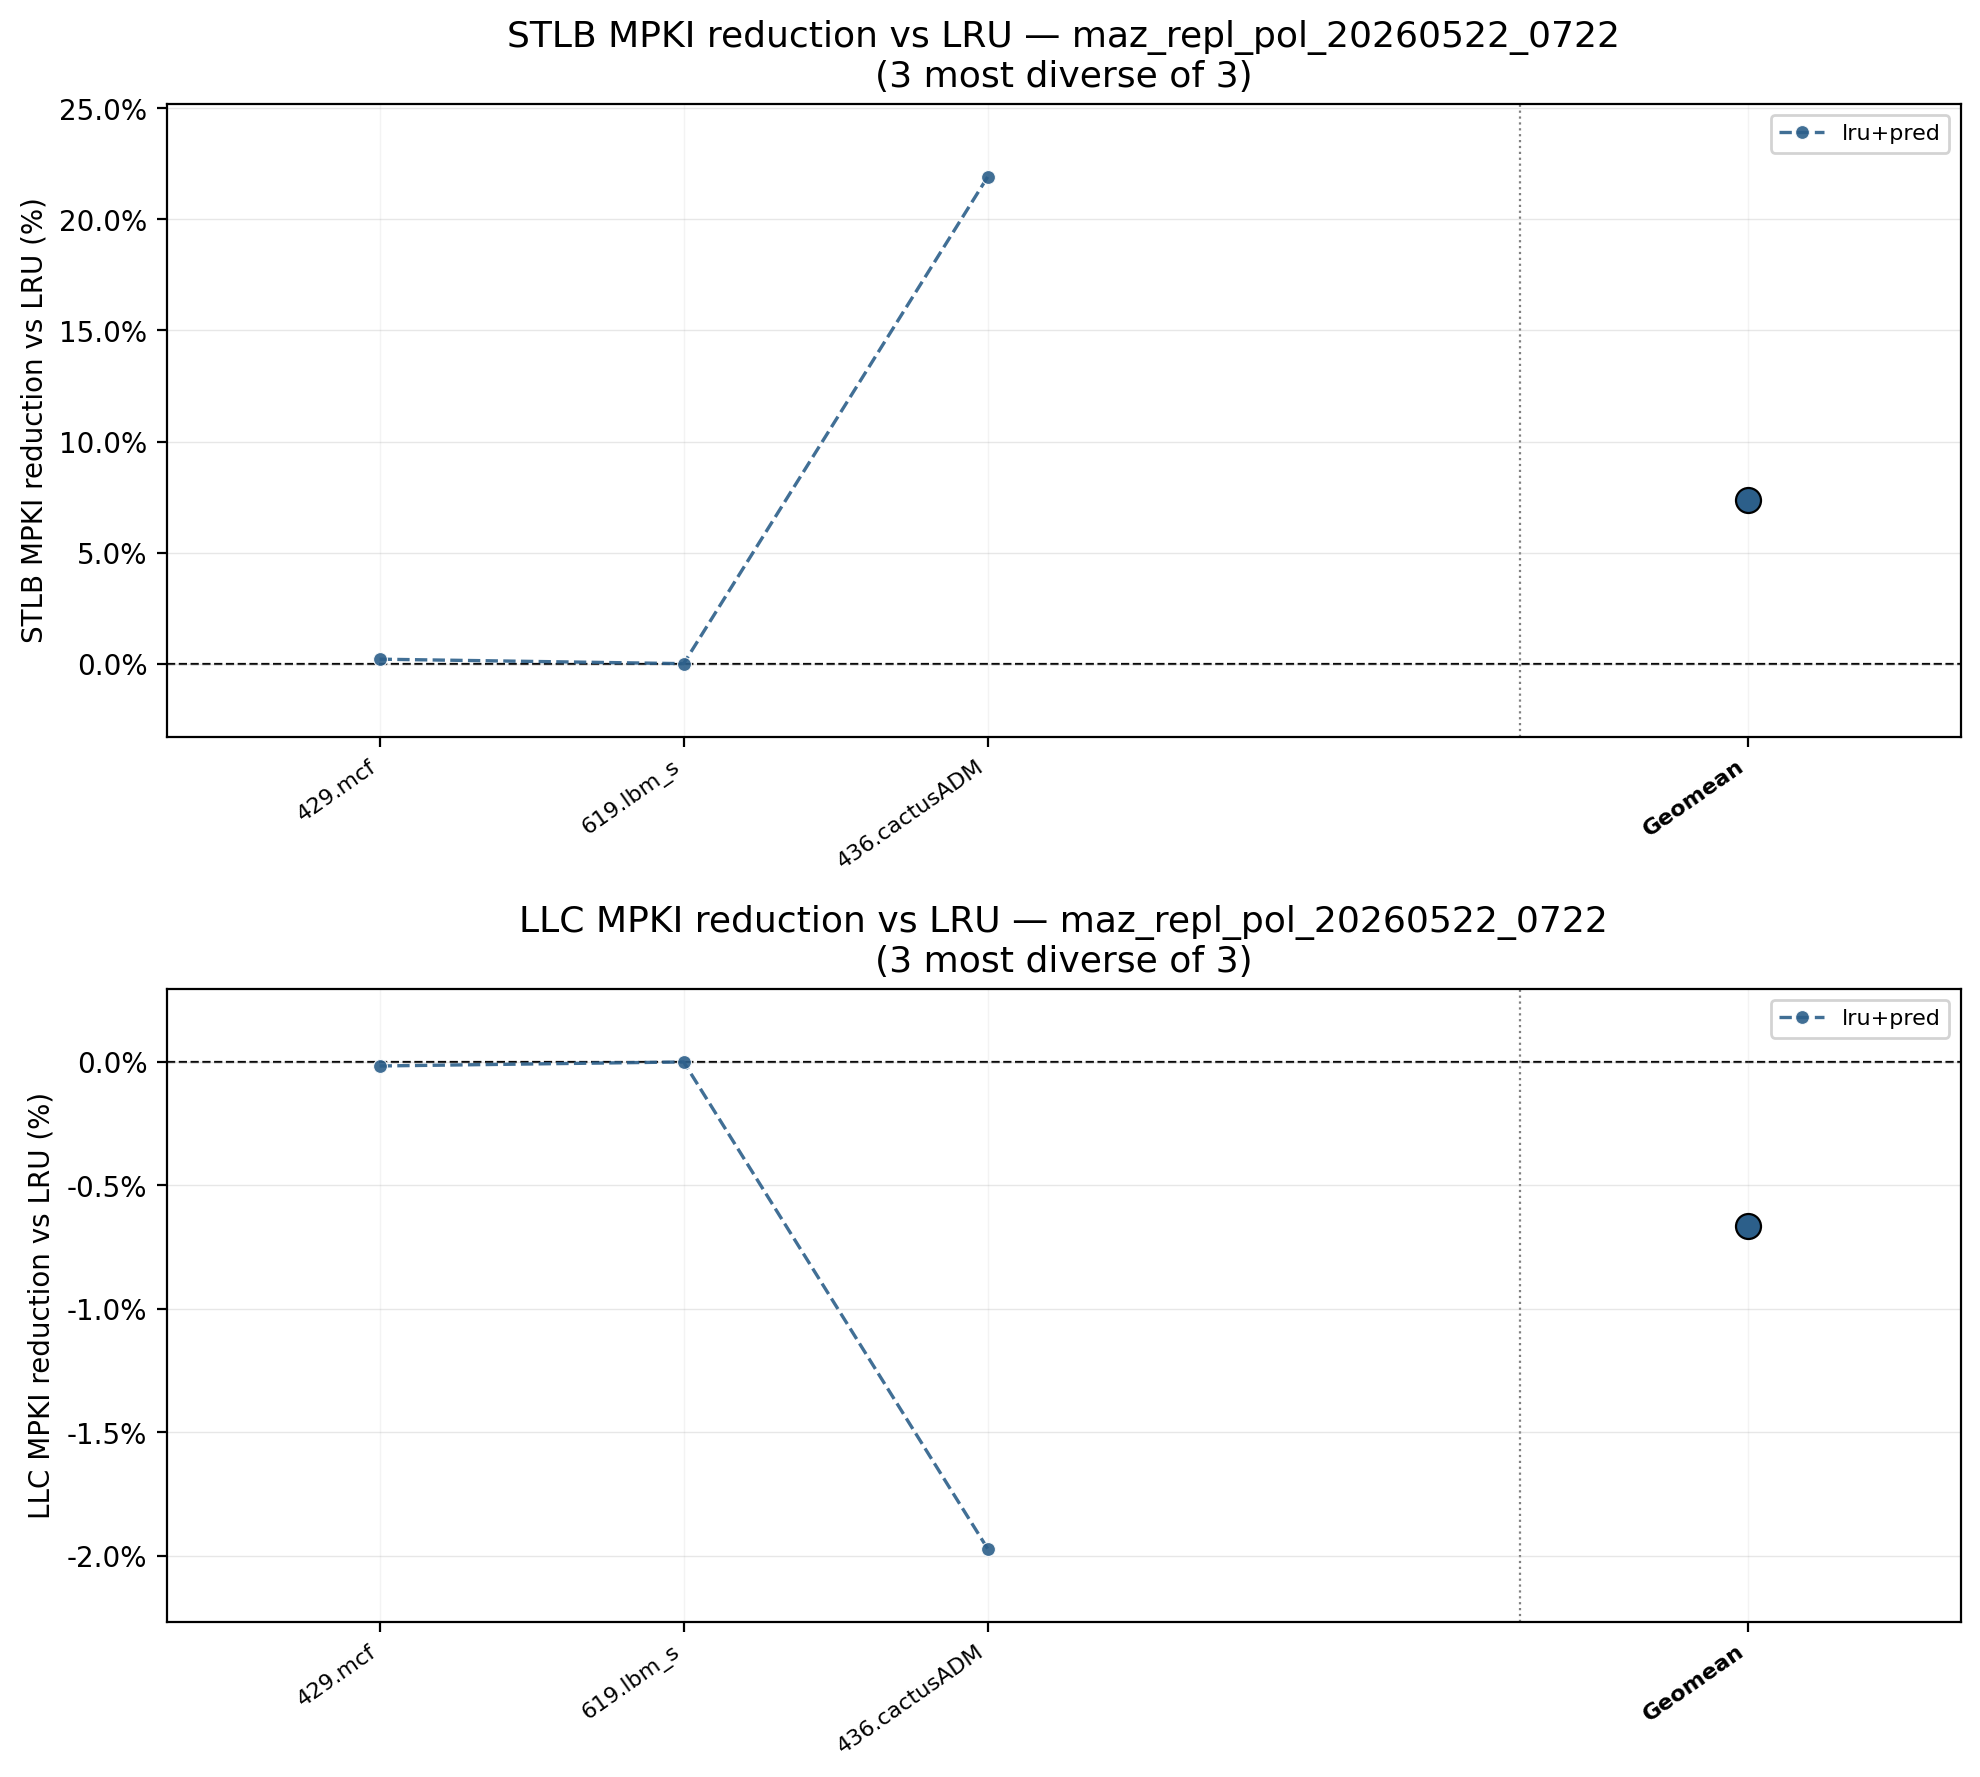 STLB MPKI reduction vs LRU — maz_repl_pol_20260522_0722
(3 most diverse of 3)
STLB MPKI reduction vs LRU (%)
25.0%
20.0%
15.0%
10.0%
5.0%
0.0%
lru+pred
429.mcf
619.lbm_s
436.cactusADM
Geomean
LLC MPKI reduction vs LRU — maz_repl_pol_20260522_0722
(3 most diverse of 3)
LLC MPKI reduction vs LRU (%)
0.0%
-0.5%
-1.0%
-1.5%
-2.0%
lru+pred
429.mcf
619.lbm_s
436.cactusADM
Geomean